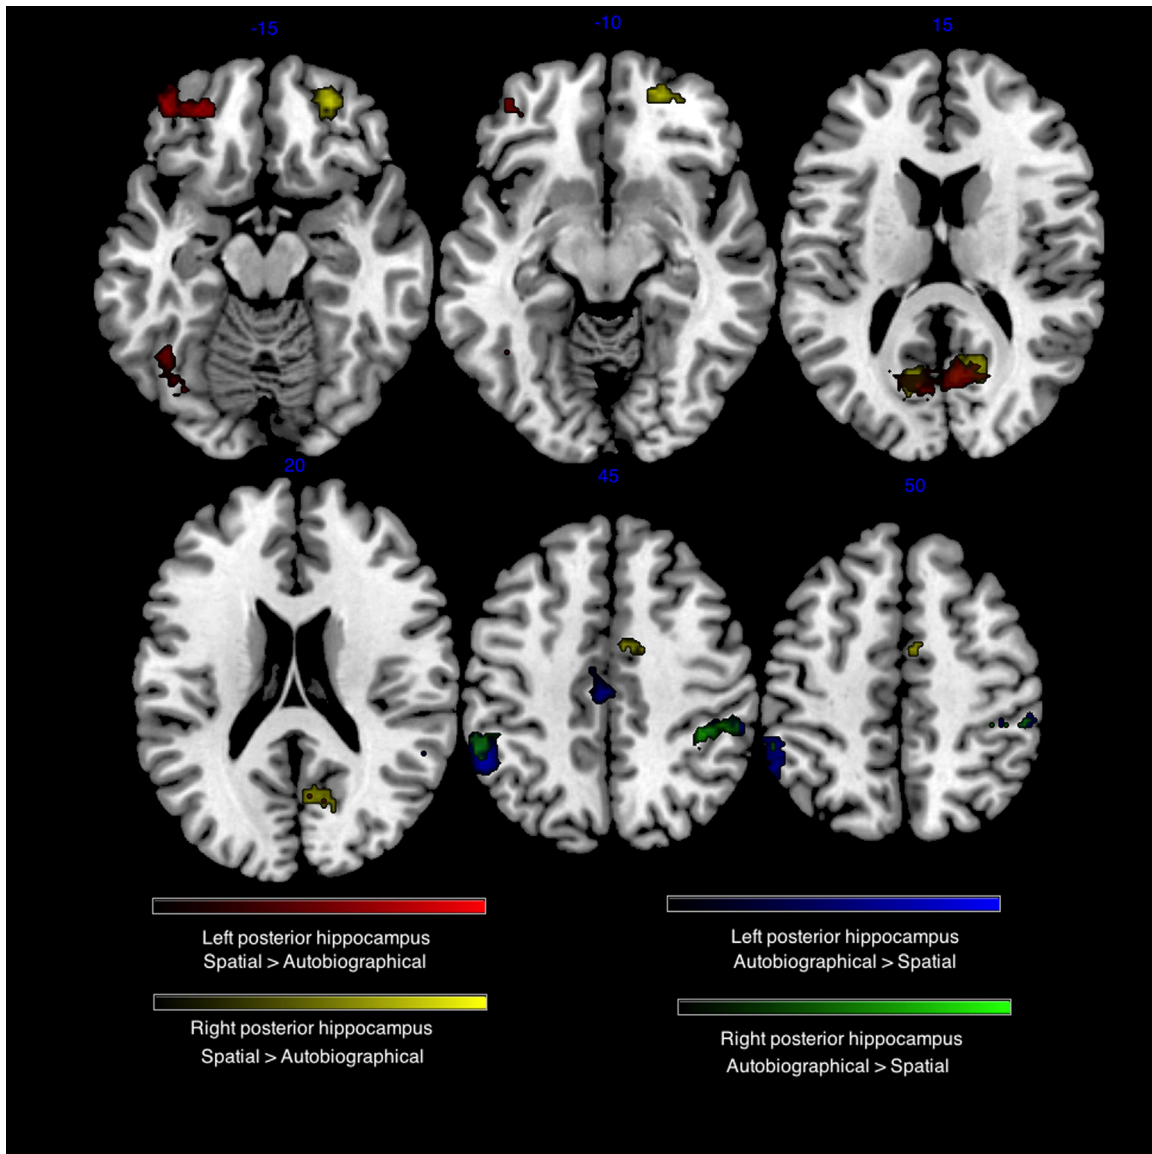 -15
-10
15
20
45
50
Left posterior hippocampus
Spatial > Autobiographical
Left posterior hippocampus
Autobiographical > Spatial
Right posterior hippocampus
Spatial > Autobiographical
Right posterior hippocampus
Autobiographical > Spatial